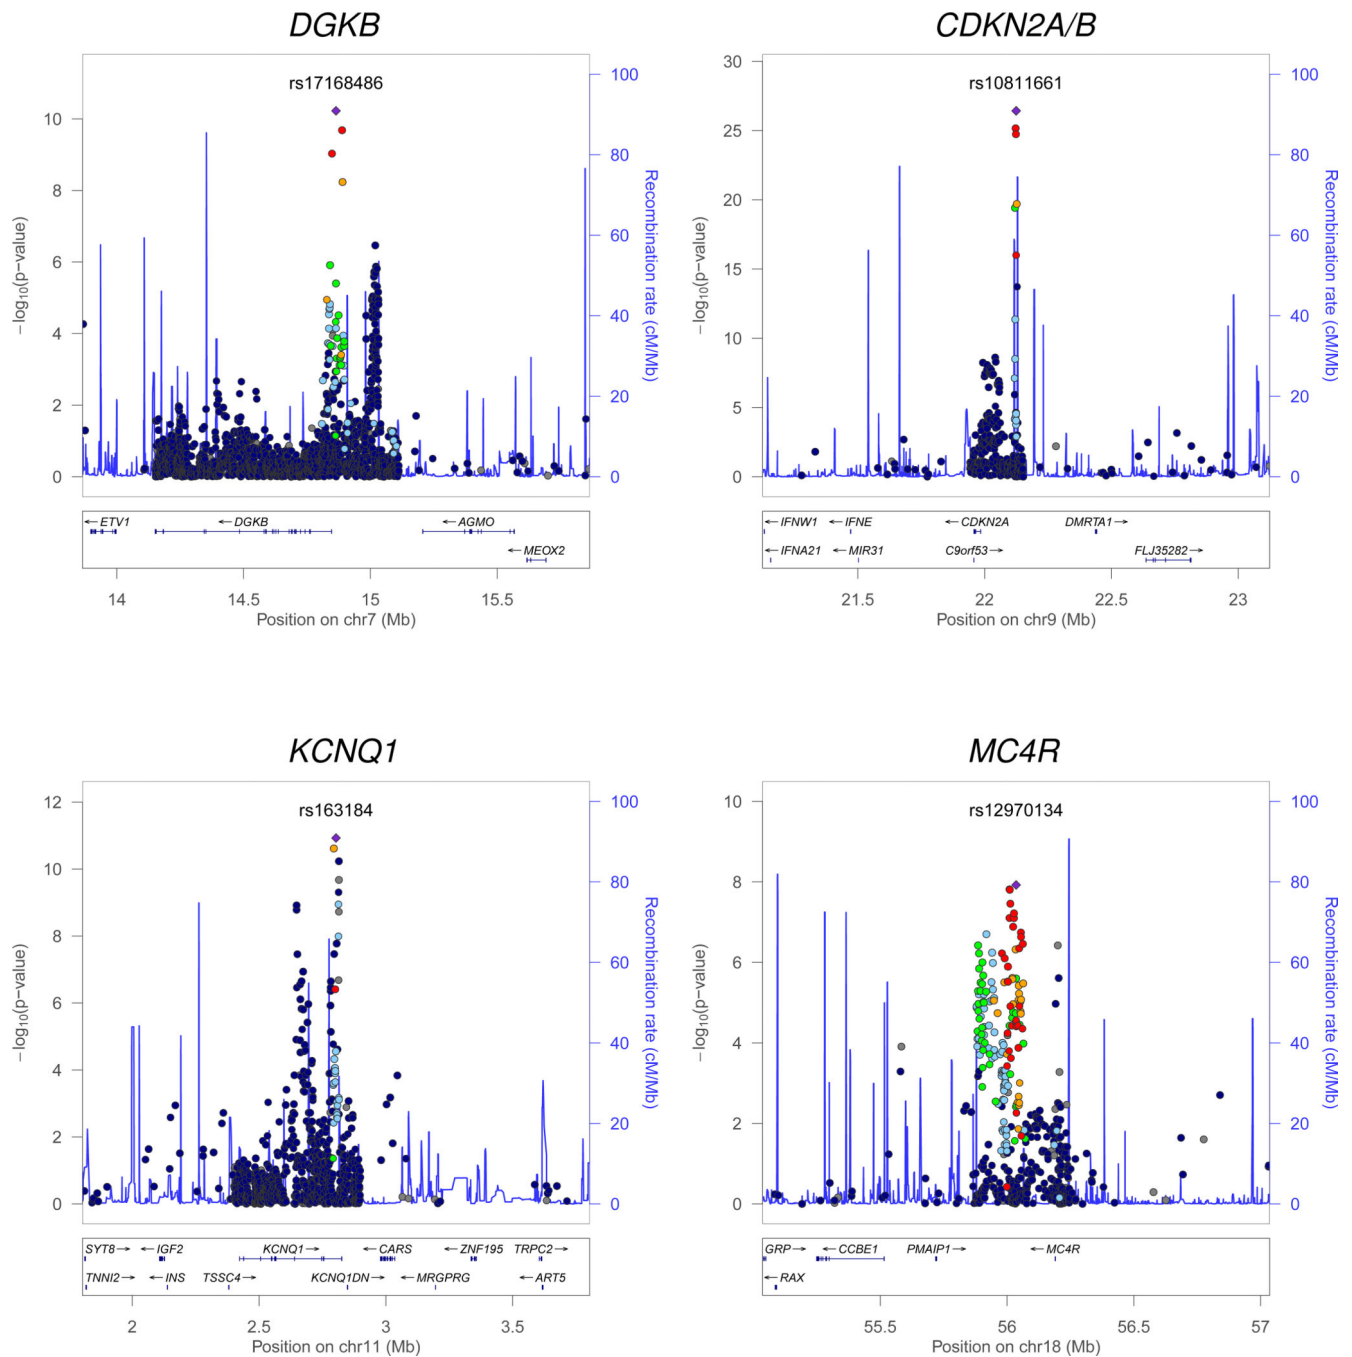 DGKB
rs17168486
−log10(p−value)
0
2
4
6
8
10
Recombination rate (cM/Mb)
0
20
40
60
80
100
←ETV1
←DGKB
←AGMO
←MEOX2
14
14.5
15
15.5
Position on chr7 (Mb)
CDKN2A/B
rs10811661
−log10(p−value)
0
5
10
15
20
25
30
Recombination rate (cM/Mb)
0
20
40
60
80
100
←IFNW1
←IFNE
←CDKN2A
DMRTA1→
←IFNA21
←MIR31
C9orf53→
FLJ35282→
21.5
22
22.5
23
Position on chr9 (Mb)
KCNQ1
rs163184
−log10(p−value)
0
2
4
6
8
10
12
Recombination rate (cM/Mb)
0
20
40
60
80
100
SYT8→
←IGF2
KCNQ1→
←CARS
ZNF195→
TRPC2→
TNNI2→
←INS
TSSC4→
KCNQ1DN→
←MRGPRG
←ART5
2
2.5
3
3.5
Position on chr11 (Mb)
MC4R
rs12970134
−log10(p−value)
0
2
4
6
8
10
Recombination rate (cM/Mb)
0
20
40
60
80
100
GRP→
←CCBE1
PMAIP1→
←MC4R
←RAX
55.5
56
56.5
57
Position on chr18 (Mb)